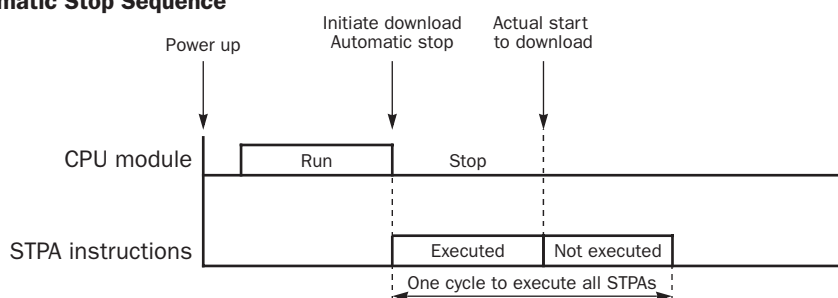 matic Stop Sequence
Initiate download
Automatic stop
Actual start
to download
Power up
CPU module
Run
Stop
STPA instructions
Executed
Not executed
One cycle to execute all STPAs